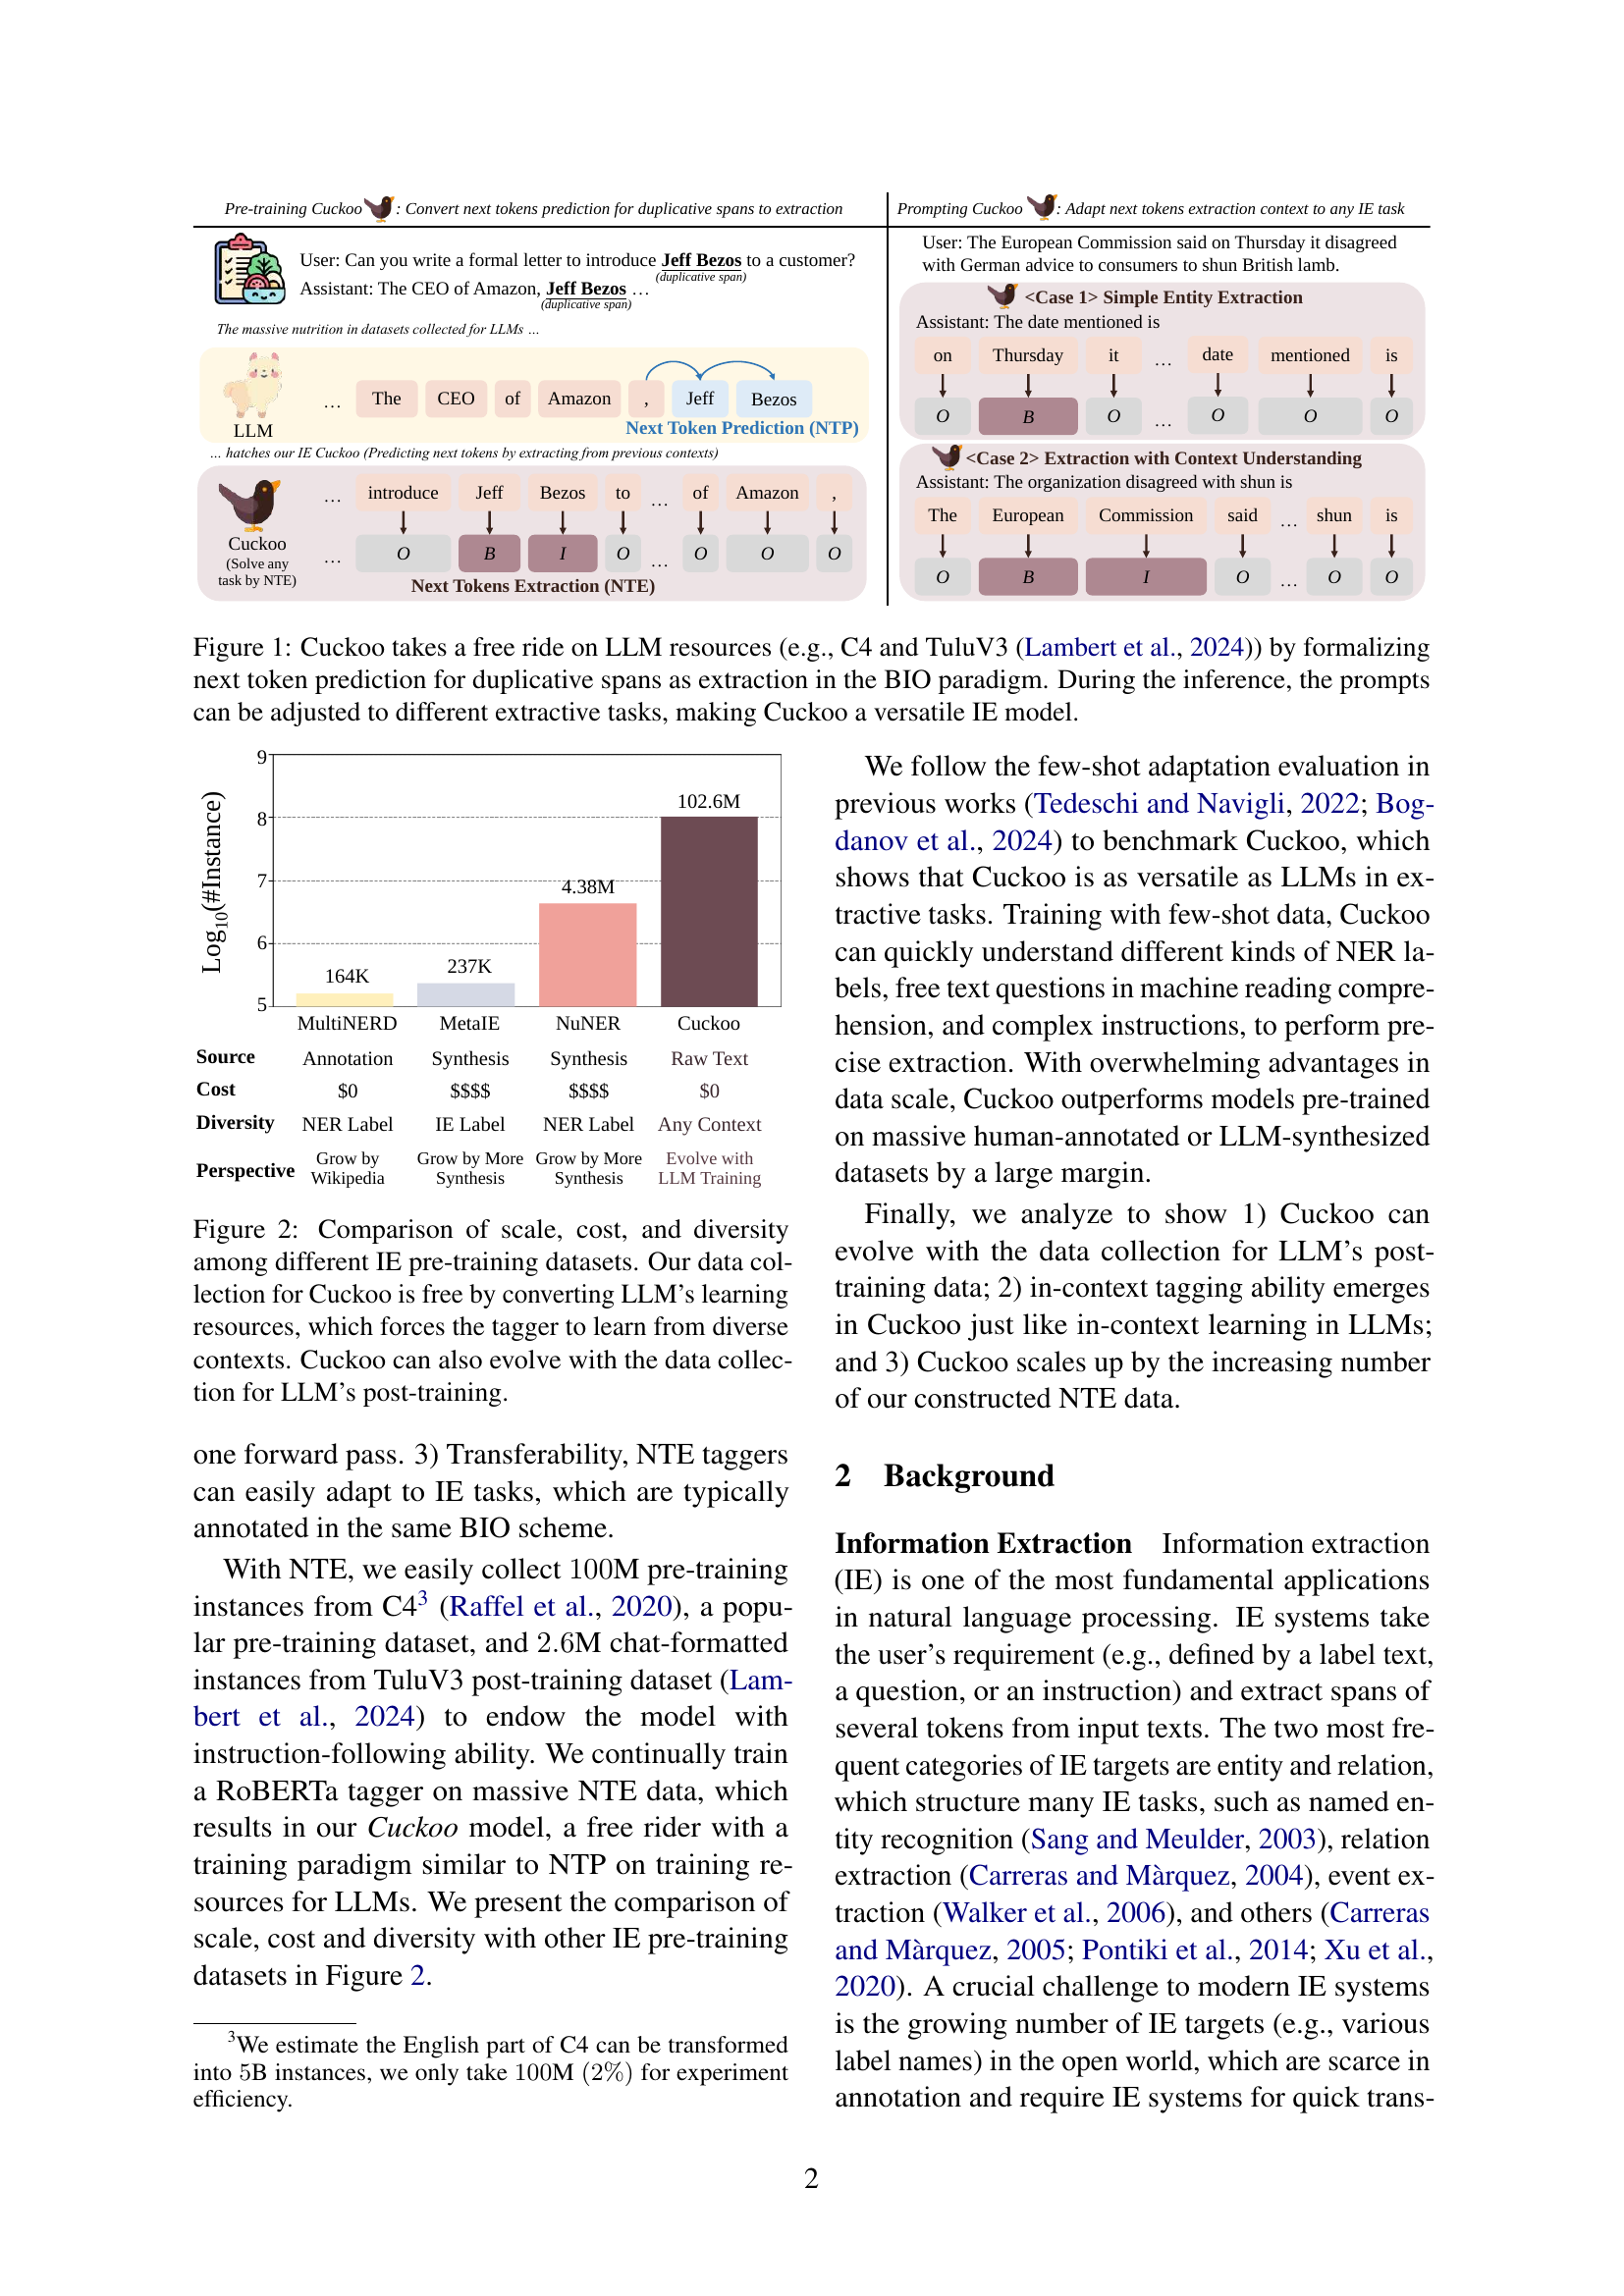 Pre-training Cuckoo : Convert next tokens prediction for duplicative spans to extraction
User: Can you write a formal letter to introduce Jeff Bezos to a customer?
(duplicative span)
Assistant: The CEO of Amazon, Jeff Bezos …
(duplicative span)
The massive nutrition in datasets collected for LLMs …
… The CEO of Amazon , Jeff Bezos
LLM
Next Token Prediction (NTP)
… hatches our IE Cuckoo (Predicting next tokens by extracting from previous contexts)
… introduce Jeff Bezos to … of Amazon ,
Cuckoo
(Solve any
task by NTE)
… O B I O … O O O
Next Tokens Extraction (NTE)
Prompting Cuckoo : Adapt next tokens extraction context to any IE task
User: The European Commission said on Thursday it disagreed
with German advice to consumers to shun British lamb.
<Case 1> Simple Entity Extraction
Assistant: The date mentioned is
on Thursday it … date mentioned is
O B O … O O O
<Case 2> Extraction with Context Understanding
Assistant: The organization disagreed with shun is
The European Commission said … shun is
O B I O … O O
Figure 1: Cuckoo takes a free ride on LLM resources (e.g., C4 and TuluV3 (Lambert et al., 2024)) by formalizing
next token prediction for duplicative spans as extraction in the BIO paradigm. During the inference, the prompts
can be adjusted to different extractive tasks, making Cuckoo a versatile IE model.
Log10(#Instance)
9
8
7
6
5
164K
237K
4.38M
102.6M
MultiNERD MetaIE NuNER Cuckoo
Source Annotation Synthesis Synthesis Raw Text
Cost $0 $$$$ $$$$ $0
Diversity NER Label IE Label NER Label Any Context
Perspective Grow by Wikipedia Grow by More Synthesis Grow by More Synthesis Evolve with LLM Training
Figure 2: Comparison of scale, cost, and diversity
among different IE pre-training datasets. Our data col-
lection for Cuckoo is free by converting LLM's learning
resources, which forces the tagger to learn from diverse
contexts. Cuckoo can also evolve with the data collec-
tion for LLM's post-training.
one forward pass. 3) Transferability, NTE taggers
can easily adapt to IE tasks, which are typically
annotated in the same BIO scheme.
With NTE, we easily collect 100M pre-training
instances from C4³ (Raffel et al., 2020), a popu-
lar pre-training dataset, and 2.6M chat-formatted
instances from TuluV3 post-training dataset (Lam-
bert et al., 2024) to endow the model with
instruction-following ability. We continually train
a RoBERTa tagger on massive NTE data, which
results in our Cuckoo model, a free rider with a
training paradigm similar to NTP on training re-
sources for LLMs. We present the comparison of
scale, cost and diversity with other IE pre-training
datasets in Figure 2.
³We estimate the English part of C4 can be transformed
into 5B instances, we only take 100M (2%) for experiment
efficiency.
We follow the few-shot adaptation evaluation in
previous works (Tedeschi and Navigli, 2022; Bog-
danov et al., 2024) to benchmark Cuckoo, which
shows that Cuckoo is as versatile as LLMs in ex-
tractive tasks. Training with few-shot data, Cuckoo
can quickly understand different kinds of NER la-
bels, free text questions in machine reading compre-
hension, and complex instructions, to perform pre-
cise extraction. With overwhelming advantages in
data scale, Cuckoo outperforms models pre-trained
on massive human-annotated or LLM-synthesized
datasets by a large margin.
Finally, we analyze to show 1) Cuckoo can
evolve with the data collection for LLM's post-
training data; 2) in-context tagging ability emerges
in Cuckoo just like in-context learning in LLMs;
and 3) Cuckoo scales up by the increasing number
of our constructed NTE data.
2 Background
Information Extraction Information extraction
(IE) is one of the most fundamental applications
in natural language processing. IE systems take
the user's requirement (e.g., defined by a label text,
a question, or an instruction) and extract spans of
several tokens from input texts. The two most fre-
quent categories of IE targets are entity and relation,
which structure many IE tasks, such as named en-
tity recognition (Sang and Meulder, 2003), relation
extraction (Carreras and Màrquez, 2004), event ex-
traction (Walker et al., 2006), and others (Carreras
and Màrquez, 2005; Pontiki et al., 2014; Xu et al.,
2020). A crucial challenge to modern IE systems
is the growing number of IE targets (e.g., various
label names) in the open world, which are scarce in
annotation and require IE systems for quick trans-
2